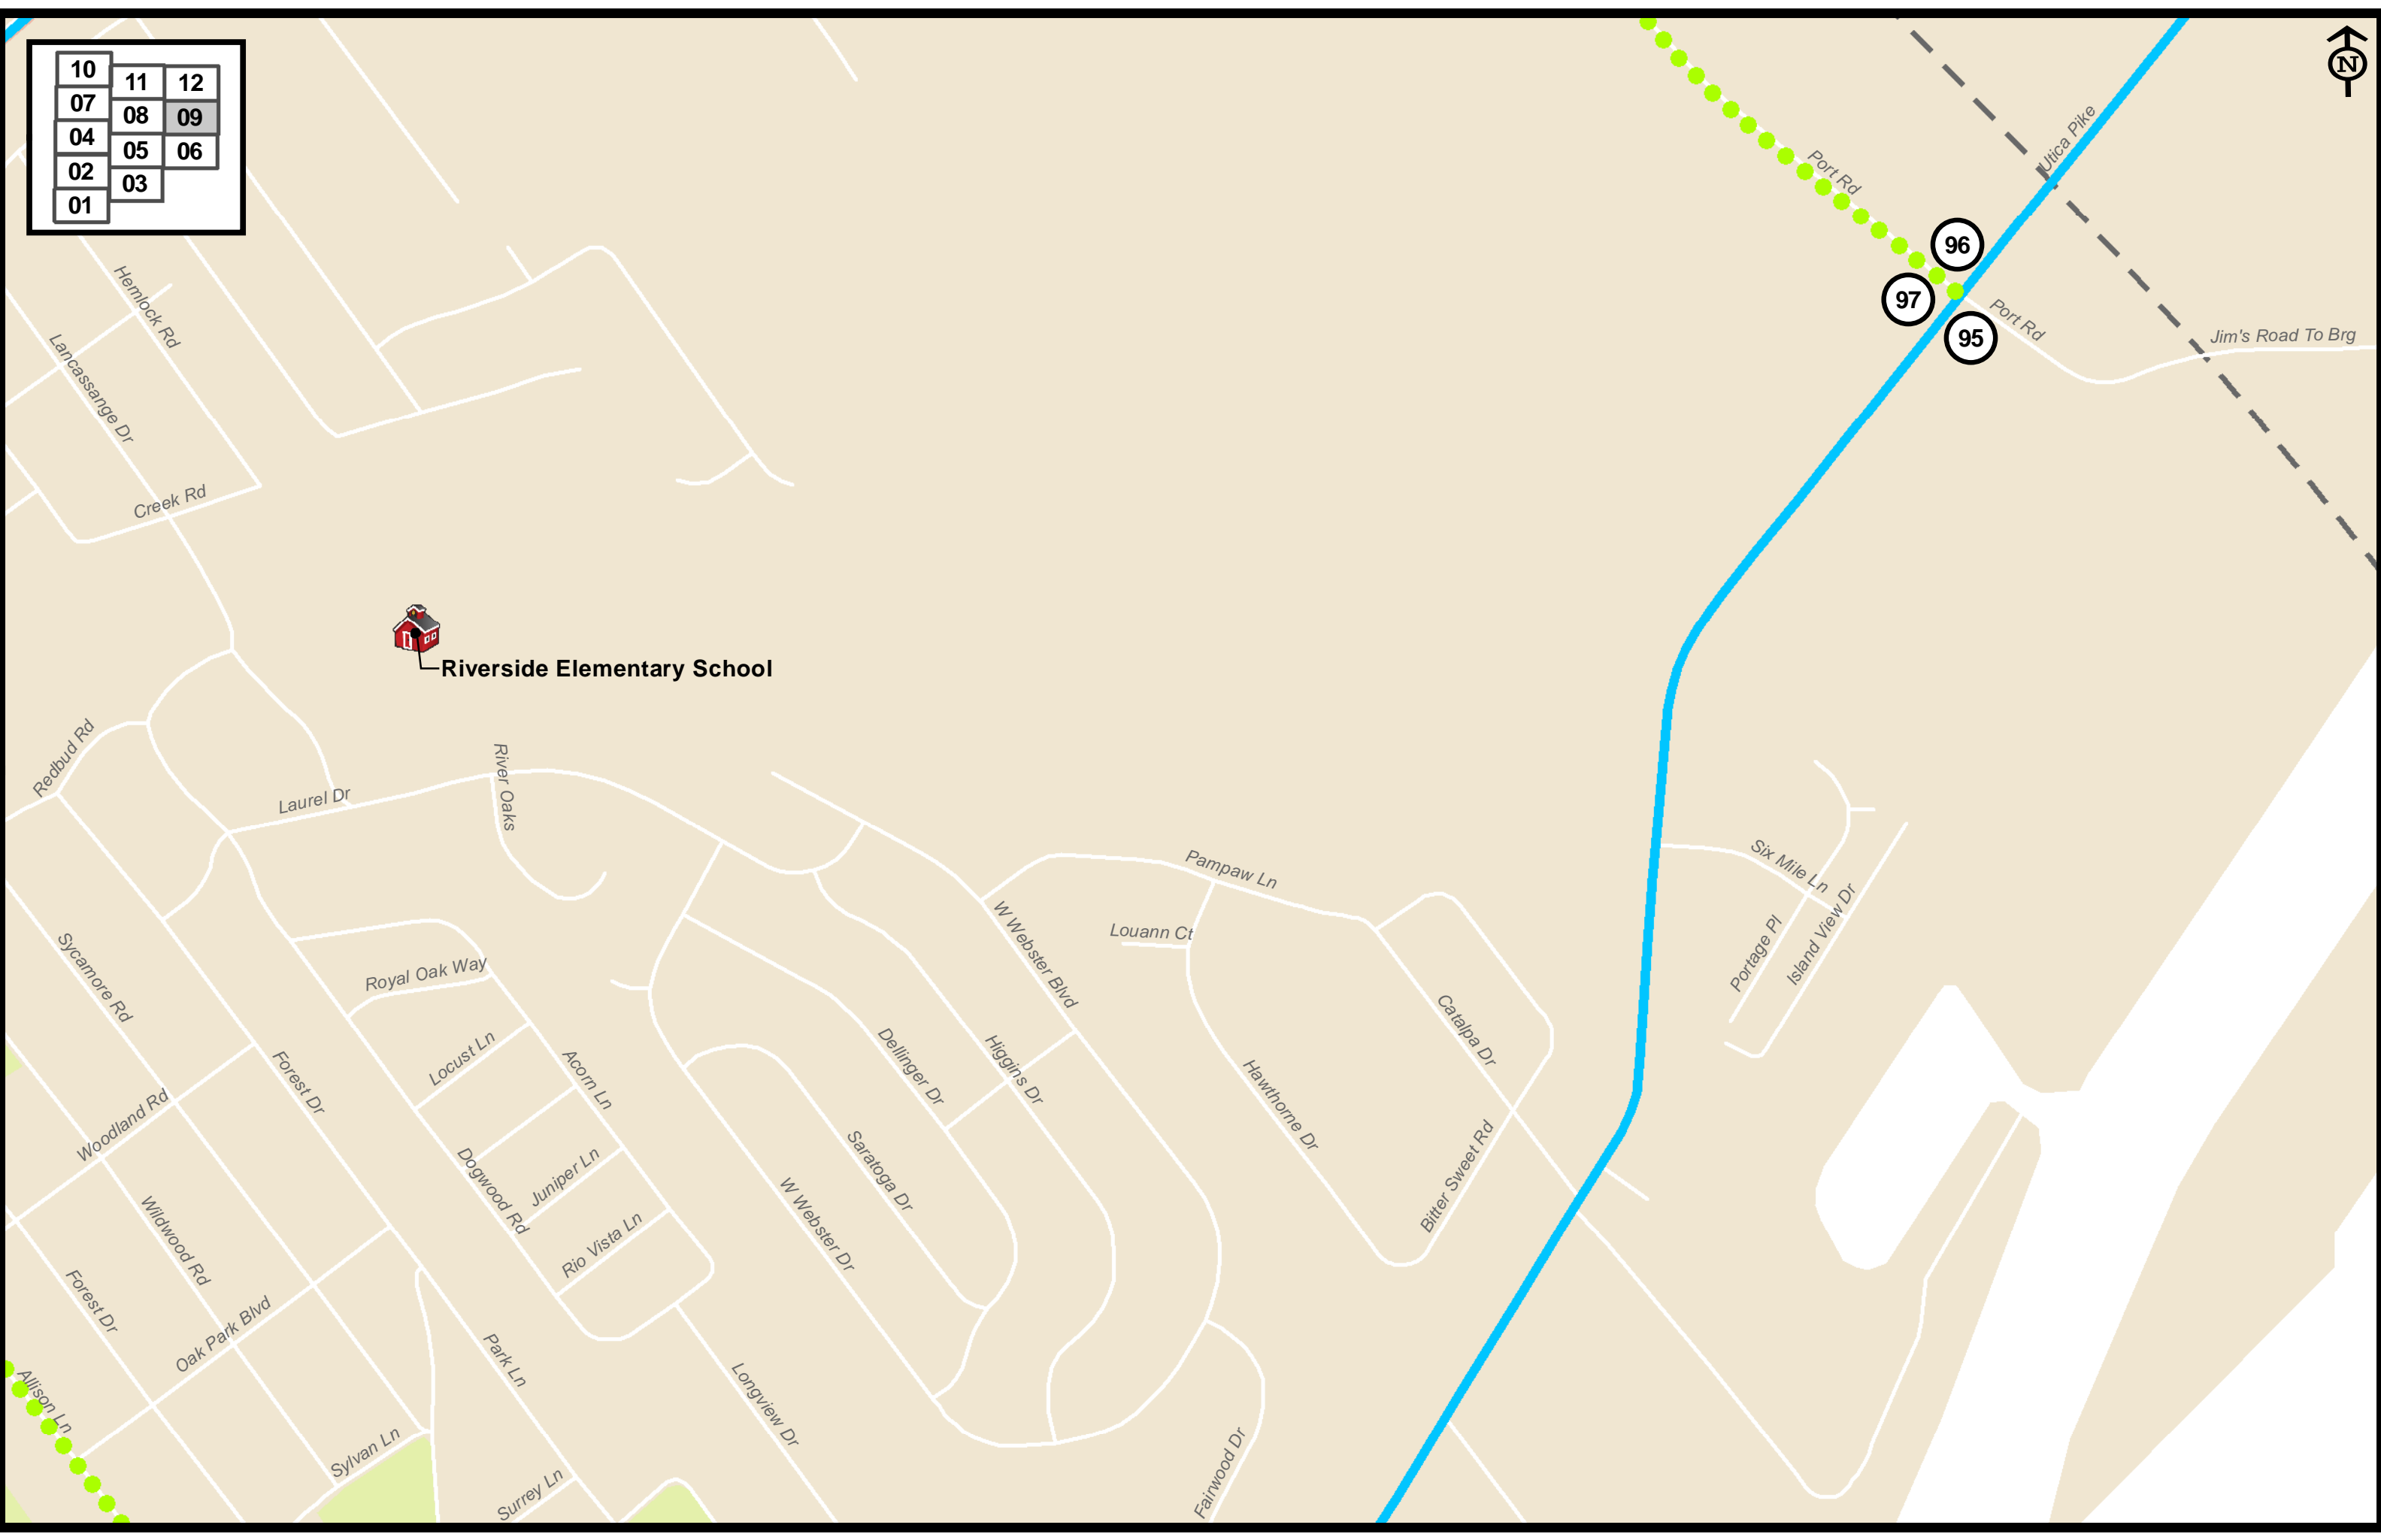 10
11
12
07
08
09
04
05
06
02
03
01
N
Utica Pike
Port Rd
96
97
95
Port Rd
Jim's Road To Brg
Hemlock Rd
Lancassange Dr
Creek Rd
Riverside Elementary School
Redbud Rd
Laurel Dr
River Oaks
Pampaw Ln
Six Mile Ln
Louann Ct
W Webster Blvd
Portage Pl
Island View Dr
Sycamore Rd
Royal Oak Way
Catalpa Dr
Locust Ln
Acorn Ln
Dellinger Dr
Higgins Dr
Hawthorne Dr
Forest Dr
Woodland Rd
Saratoga Dr
Bitter Sweet Rd
Dogwood Rd
Juniper Ln
W Webster Dr
Wildwood Rd
Rio Vista Ln
Forest Dr
Oak Park Blvd
Park Ln
Longview Dr
Allison Ln
Sylvan Ln
Surrey Ln
Fairwood Dr